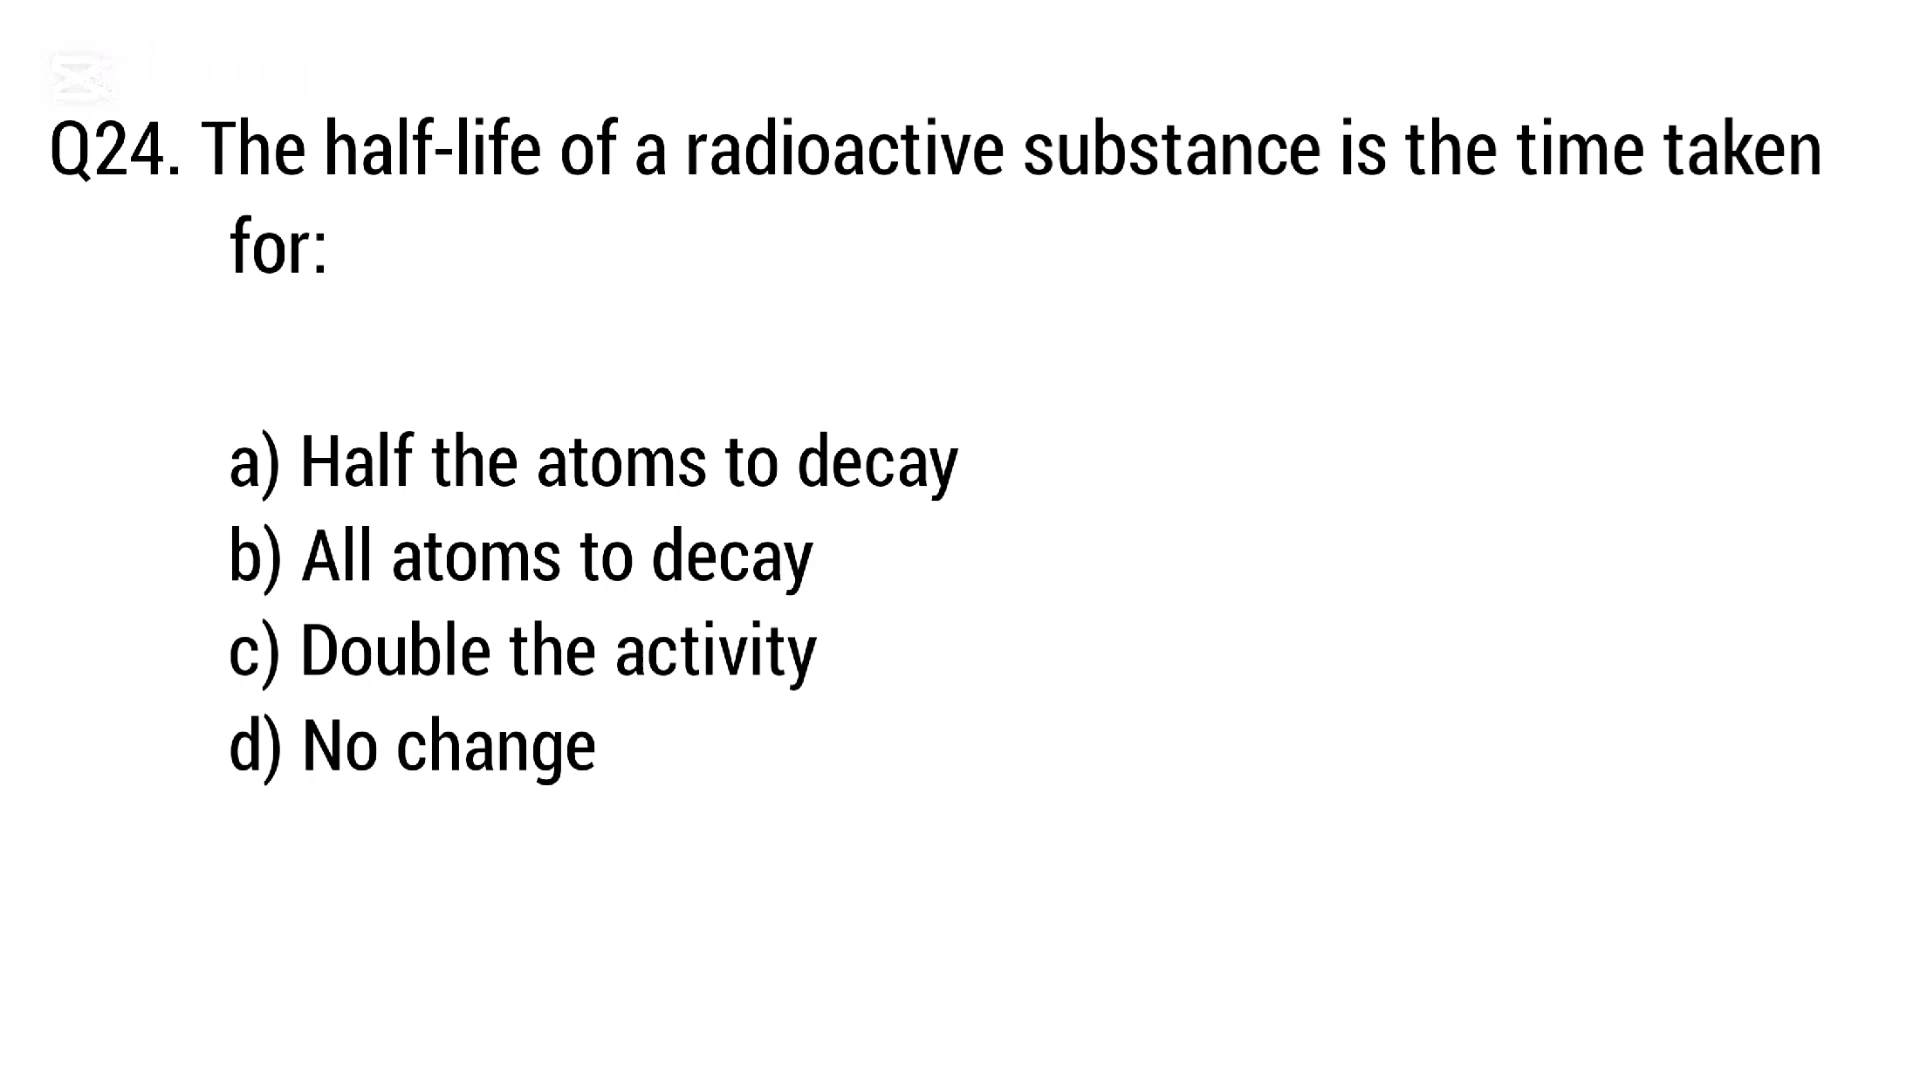 Q24. The half-life of a radioactive substance is the time taken
for:
a) Half the atoms to decay
b) All atoms to decay
c) Double the activity
d) No change